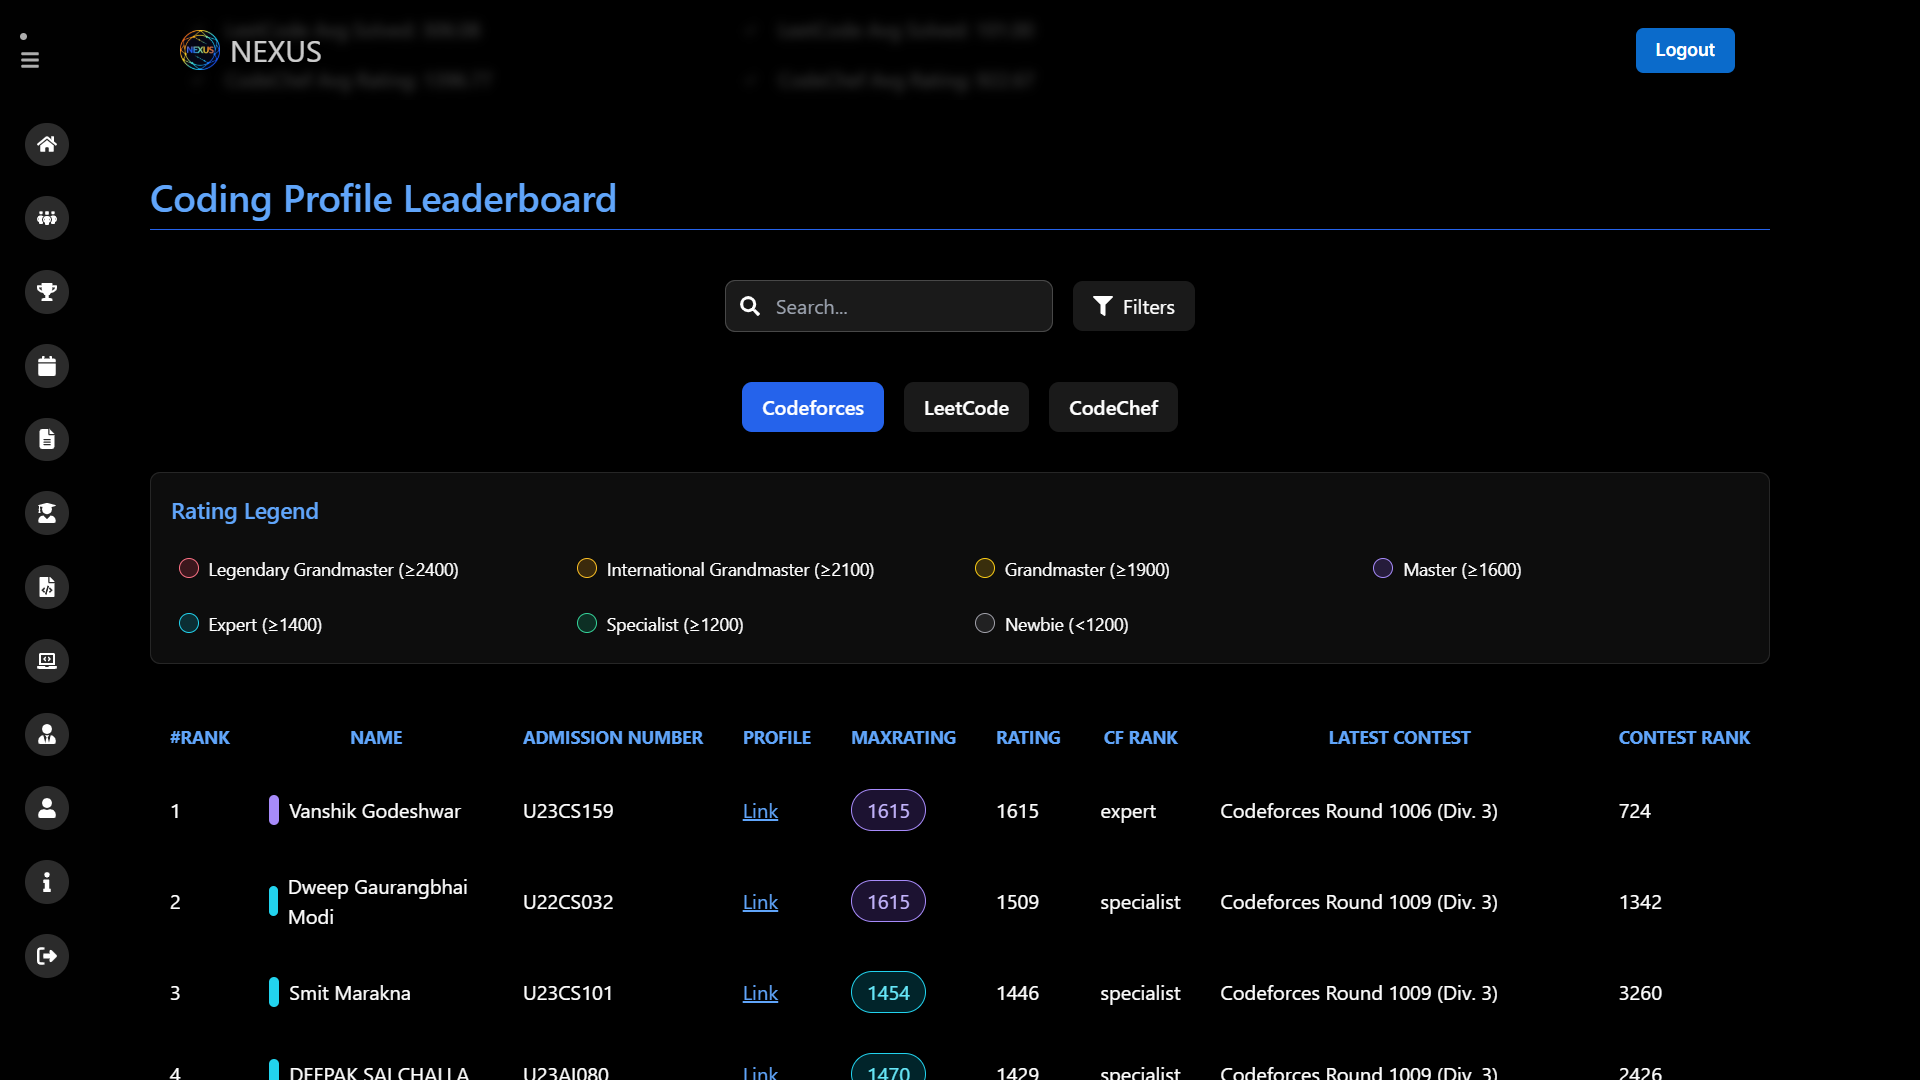 NEXUS
NEXUS
Logout
Coding Profile Leaderboard
Search...
Filters
Codeforces
LeetCode
CodeChef
Rating Legend
Legendary Grandmaster (≥2400)
International Grandmaster (≥2100)
Grandmaster (≥1900)
Master (≥1600)
Expert (≥1400)
Specialist (≥1200)
Newbie (<1200)
#RANK NAME ADMISSION NUMBER PROFILE MAXRATING RATING CF RANK LATEST CONTEST CONTEST RANK
1 Vanshik Godeshwar U23CS159 Link 1615 1615 expert Codeforces Round 1006 (Div. 3) 724
2 Dweep Gaurangbhai Modi U22CS032 Link 1615 1509 specialist Codeforces Round 1009 (Div. 3) 1342
3 Smit Marakna U23CS101 Link 1454 1446 specialist Codeforces Round 1009 (Div. 3) 3260
4 DEEPAK SAI CHALLA U23AI080 Link 1470 1429 specialist Codeforces Round 1009 (Div. 3) 2426